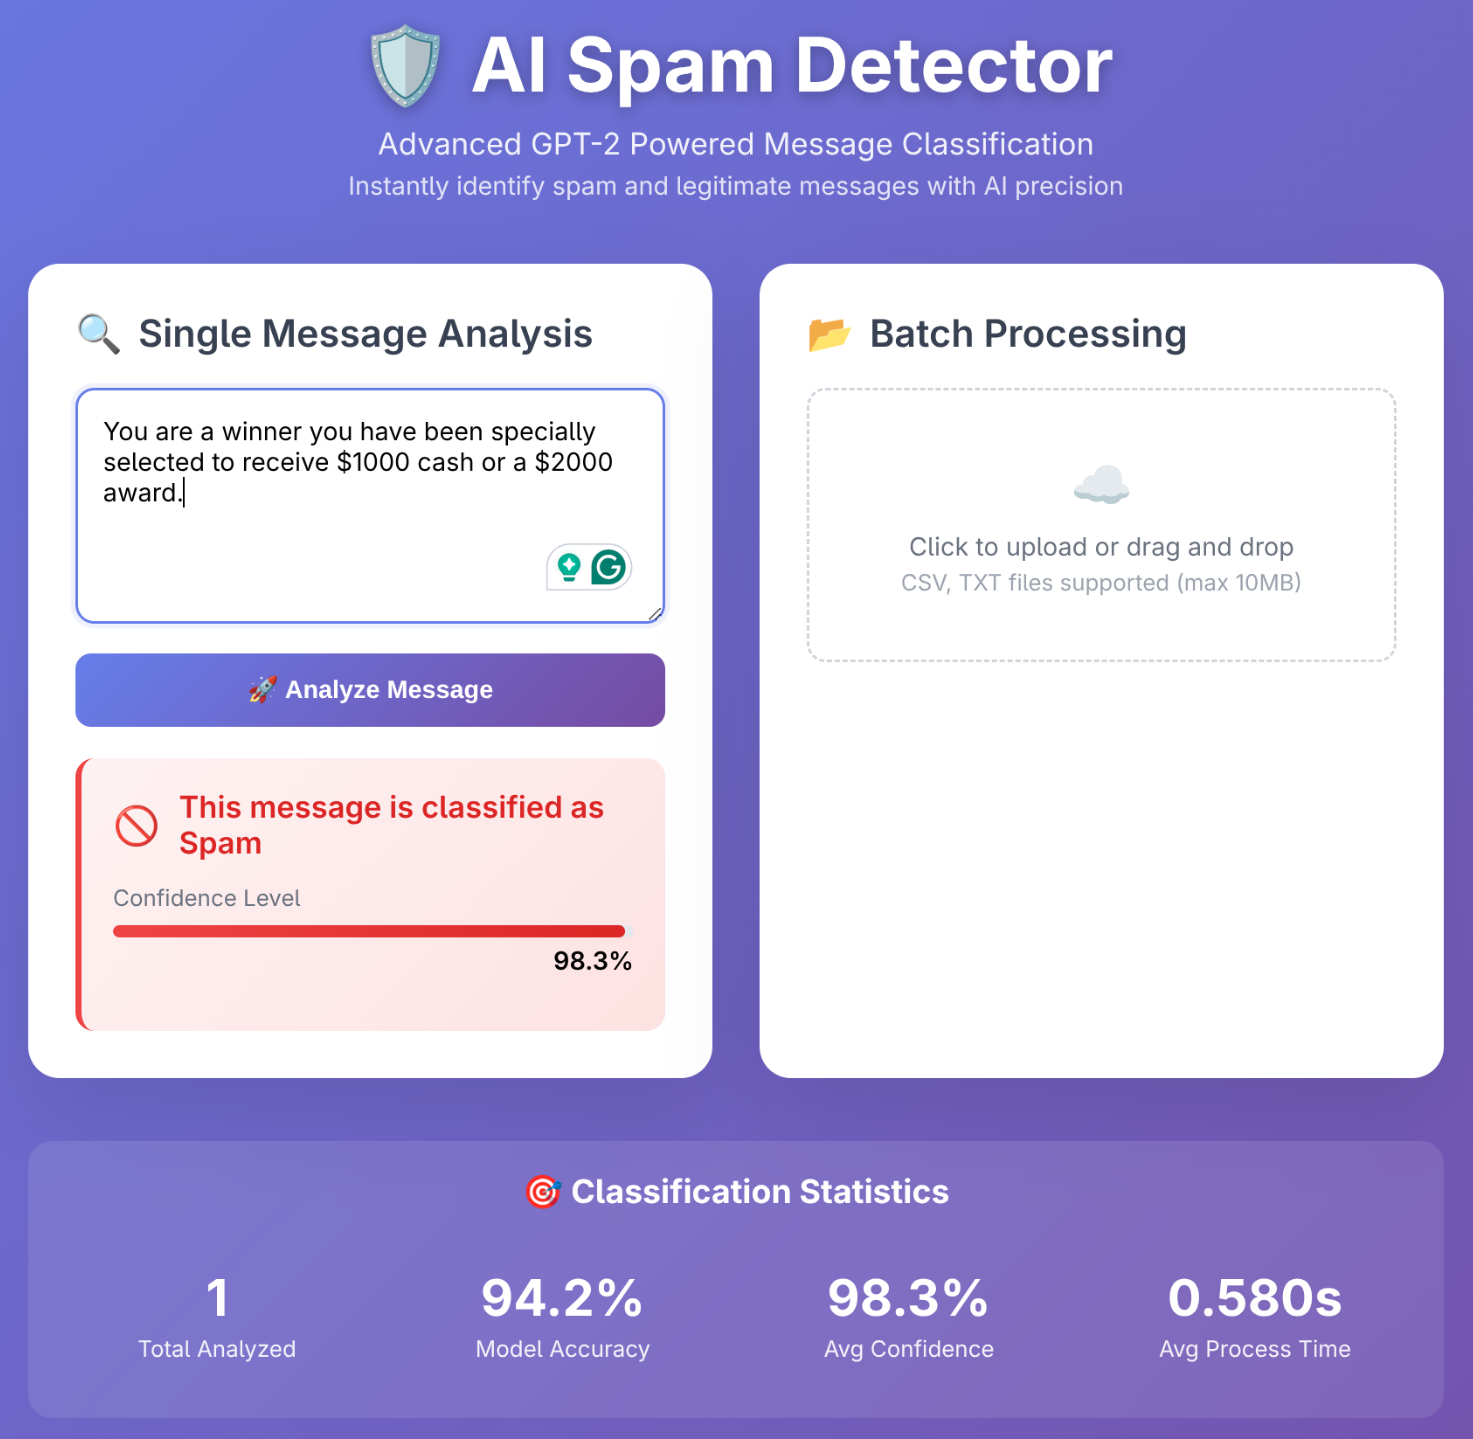 AI Spam Detector
Advanced GPT-2 Powered Message Classification
Instantly identify spam and legitimate messages with AI precision
Single Message Analysis
You are a winner you have been specially
selected to receive $1000 cash or a $2000
award.
Analyze Message
This message is classified as
Spam
Confidence Level
98.3%
Batch Processing
Click to upload or drag and drop
CSV, TXT files supported (max 10MB)
Classification Statistics
1
Total Analyzed
94.2%
Model Accuracy
98.3%
Avg Confidence
0.580s
Avg Process Time